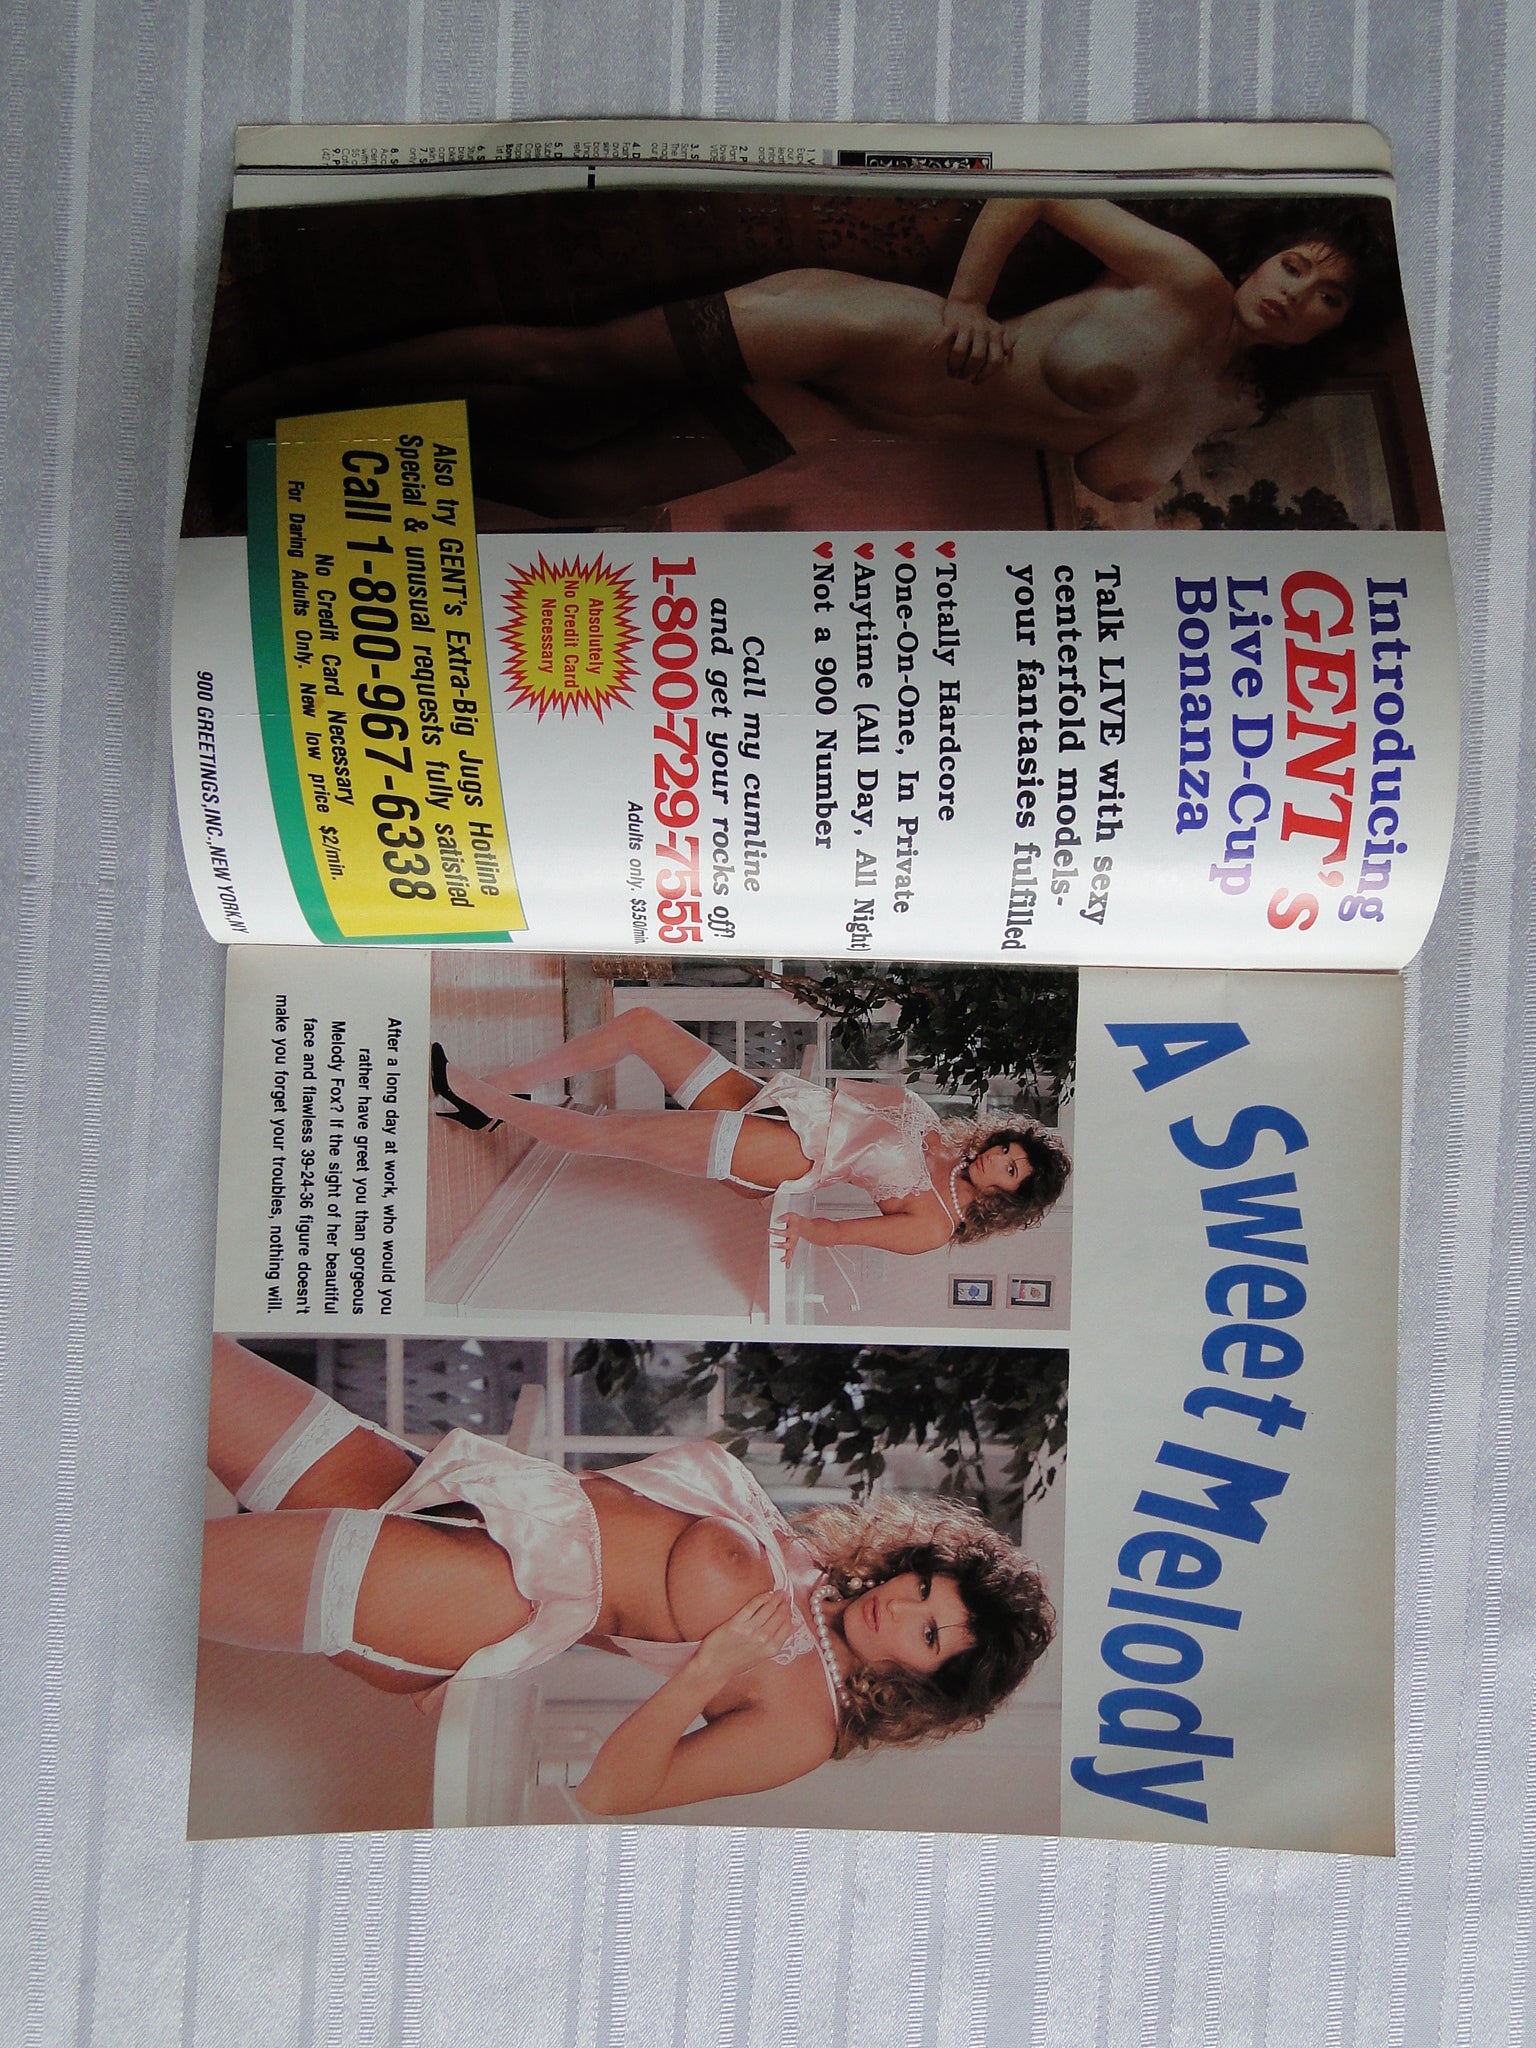 Introducing
GENT's
Live D-Cup
Bonanza
Talk LIVE with sexy
centerfold models-
your fantasies fulfilled
♥Totally Hardcore
♥One-On-One, In Private
♥Anytime (All Day, All Night)
♥Not a 900 Number
Call my cumline
and get your rocks off!
1-800-729-7555
Adults only. $3.50/min.
Absolutely
No Credit Card
Necessary
Also try GENT's Extra-Big Jugs Hotline
Special & unusual requests fully satisfied
Call 1-800-967-6338
No Credit Card Necessary
For Daring Adults Only. New low price $2/min.
900 GREETINGS, INC., NEW YORK, NY
A Sweet Melody
After a long day at work, who would you
rather have greet you than gorgeous
Melody Fox? If the sight of her beautiful
face and flawless 39-24-36 figure doesn't
make you forget your troubles, nothing will.